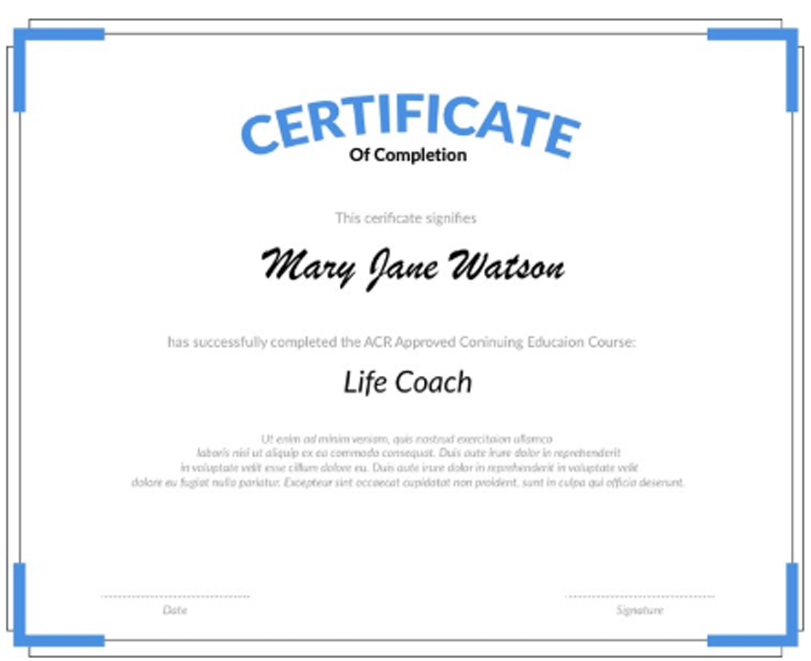 CERTIFICATE
Of Completion
This cerificate signifies
Mary Jane Watson
has successfully completed the ACR Approved Coninuing Educaion Course:
Life Coach
Ut enim ad minim veniam, quis nostrud exercitaion ullamco
laboris nisi ut aliquip ex ea commodo consequat. Duis aute irure dolor in reprehenderit
in voluptate velit esse cillum dolore eu. Duis aute irure dolor in reprehenderit in voluptate velit
dolore eu fugiat nulla pariatur. Excepteur sint occaecat cupidatat non proident, sunt in culpa qui officia deserunt.
Date
Signature